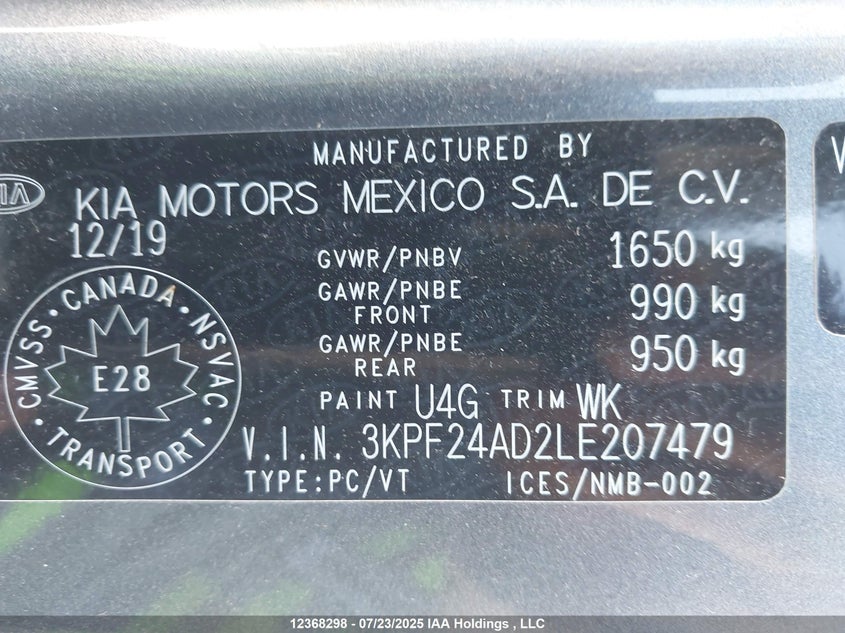 MANUFACTURED BY
KIA MOTORS MEXICO S.A. DE C.V.
12/19
GVWR/PNBV 1650 kg
GAWR/PNBE FRONT 990 kg
GAWR/PNBE REAR 950 kg
PAINT U4G TRIM WK
V.I.N. 3KPF24AD2LE207479
TYPE:PC/VT ICES/NMB-002
CMVSS · CANADA · NSVAC · TRANSPORT ·
E28
12368298 - 07/23/2025 IAA Holdings , LLC